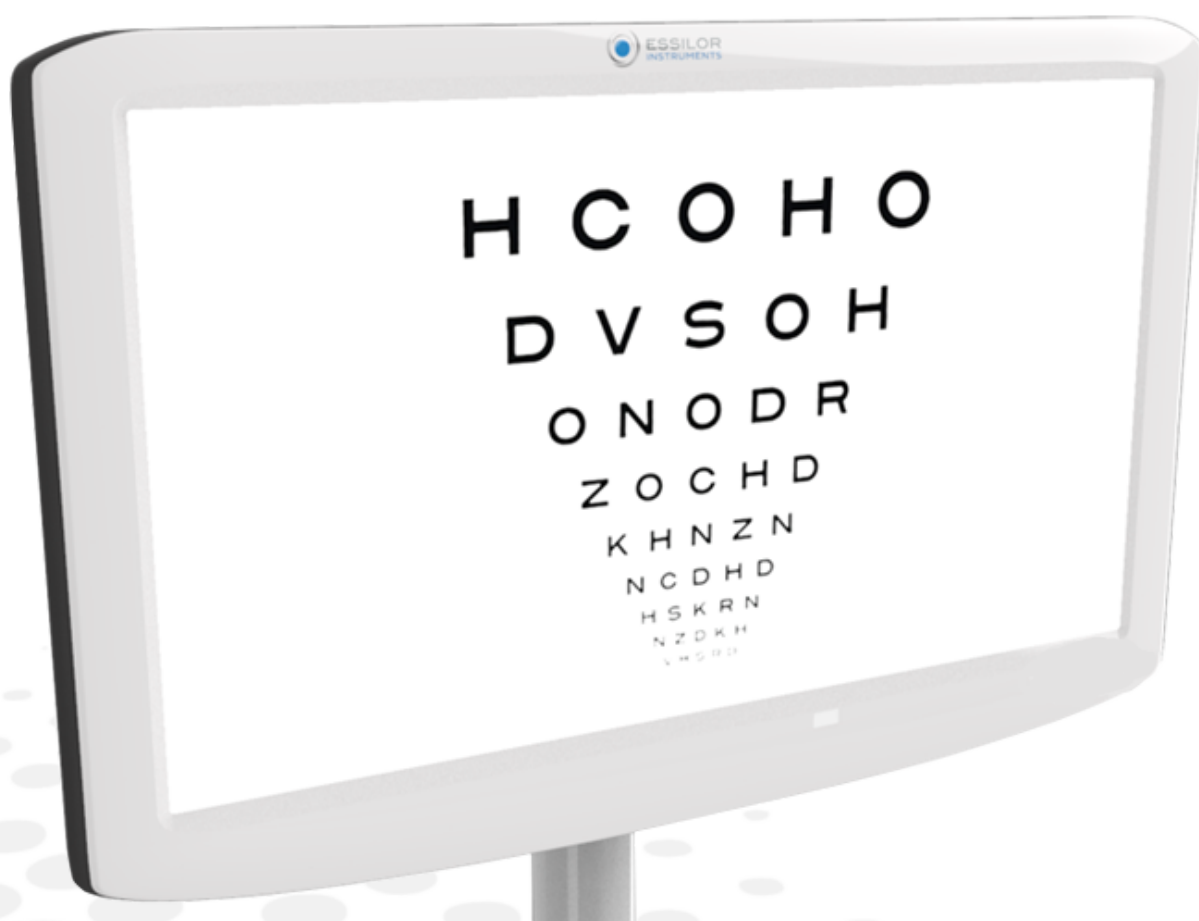 ESSILOR
INSTRUMENTS
H C O H O
D V S O H
O N O D R
Z O C H D
K H N Z N
N C D H D
H S K R N
N Z D K H